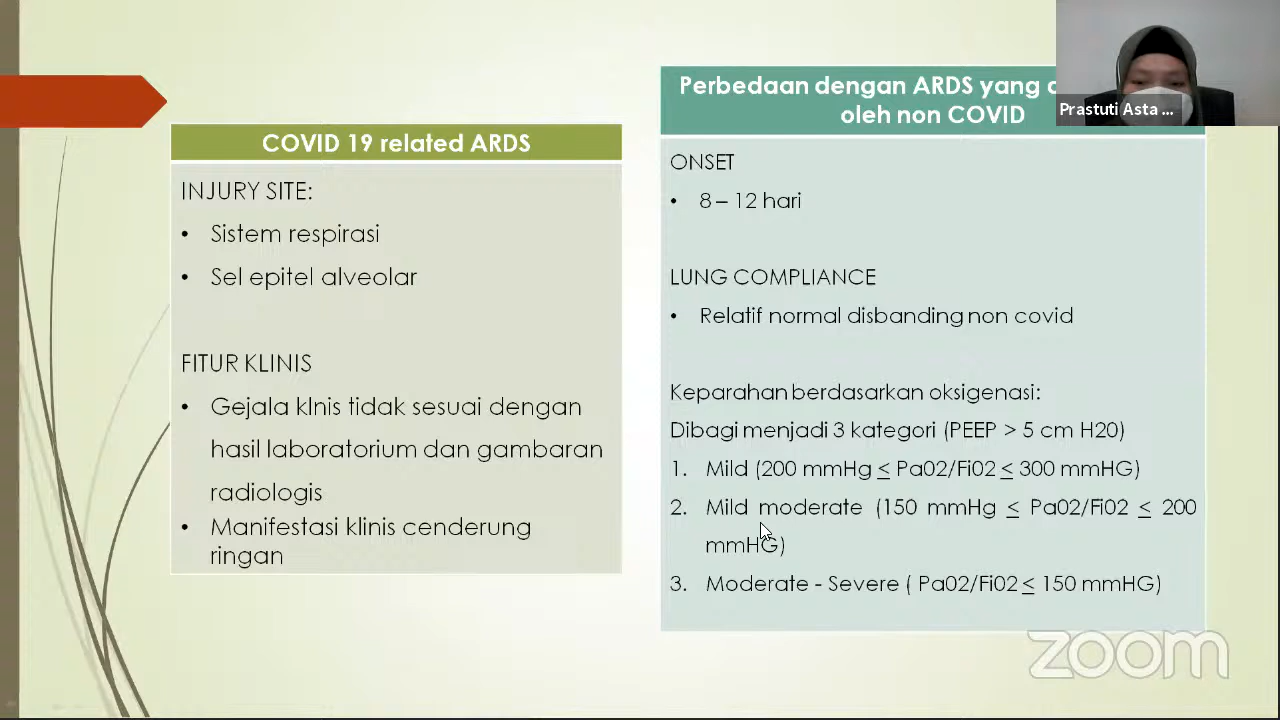 COVID 19 related ARDS
INJURY SITE:
• Sistem respirasi
• Sel epitel alveolar
FITUR KLINIS
• Gejala klnis tidak sesuai dengan
hasil laboratorium dan gambaran
radiologis
• Manifestasi klinis cenderung
ringan
Perbedaan dengan ARDS yang
oleh non COVID
ONSET
• 8 – 12 hari
LUNG COMPLIANCE
• Relatif normal disbanding non covid
Keparahan berdasarkan oksigenasi:
Dibagi menjadi 3 kategori (PEEP > 5 cm H20)
1. Mild (200 mmHg ≤ Pa02/Fi02 ≤ 300 mmHG)
2. Mild moderate (150 mmHg ≤ Pa02/Fi02 ≤ 200
mmHG)
3. Moderate - Severe ( Pa02/Fi02 ≤ 150 mmHG)
Prastuti Asta ...
zoom